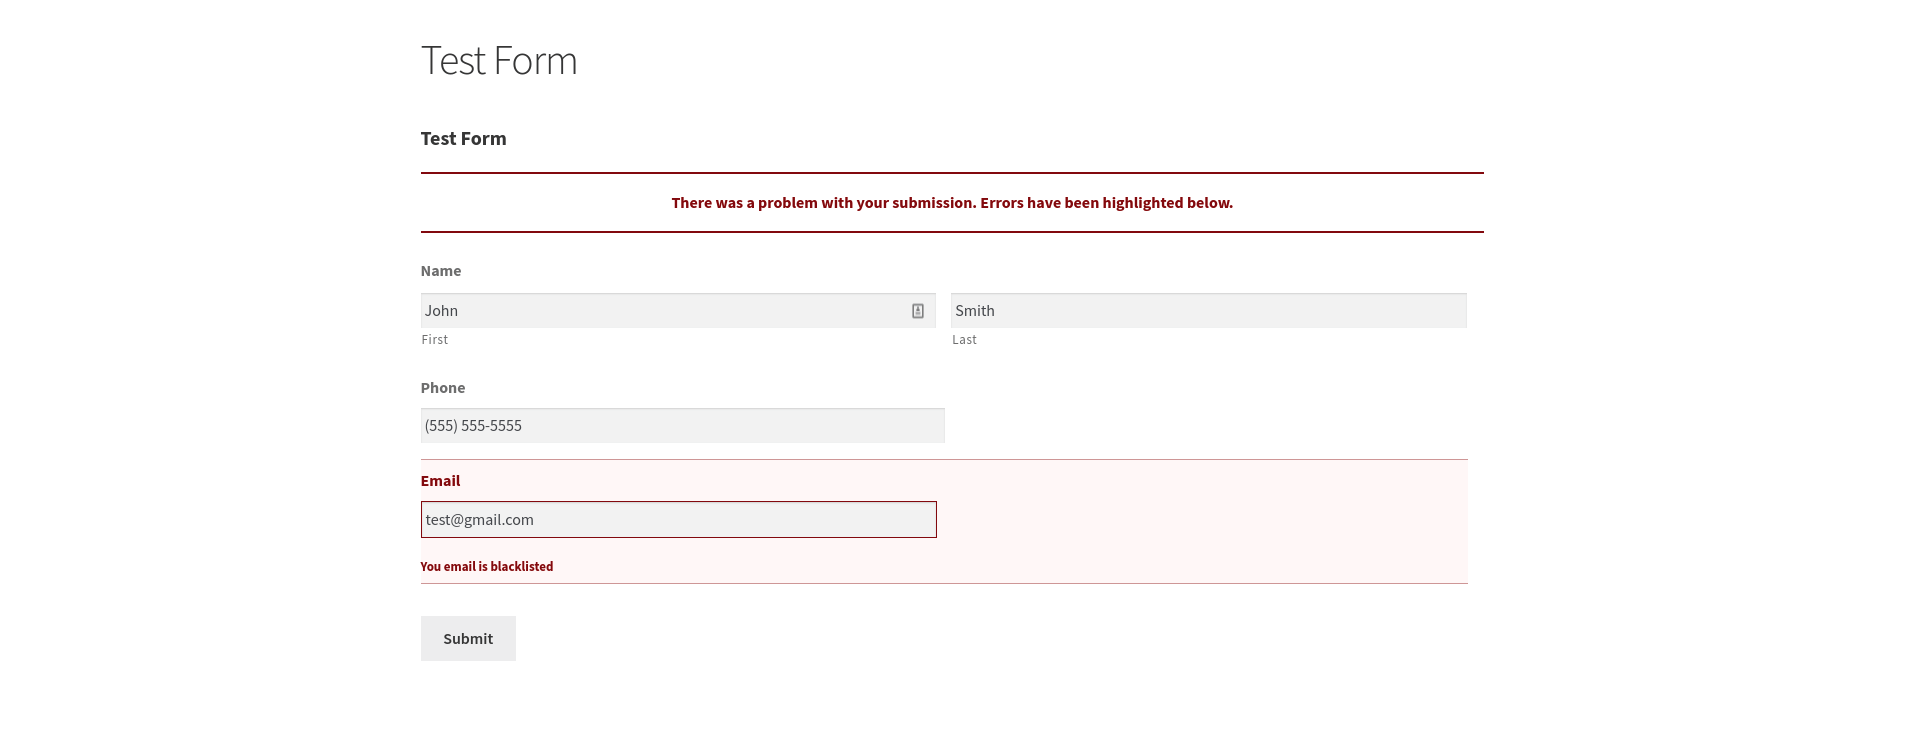 Test Form
Test Form
There was a problem with your submission. Errors have been highlighted below.
Name
John Smith
First Last
Phone
(555) 555-5555
Email
test@gmail.com
You email is blacklisted
Submit